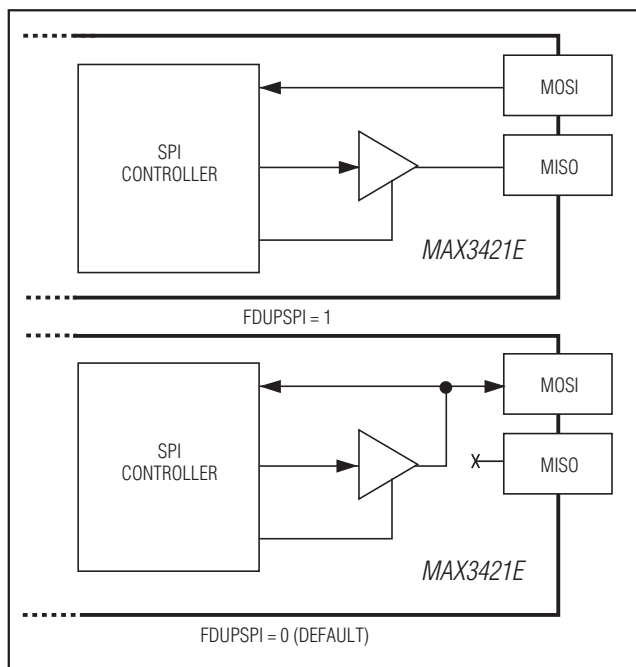 MOSI
SPI
CONTROLLER
MISO
MAX3421E
FDUPSPI = 1
MOSI
SPI
CONTROLLER
MISO
X
MAX3421E
FDUPSPI = 0 (DEFAULT)